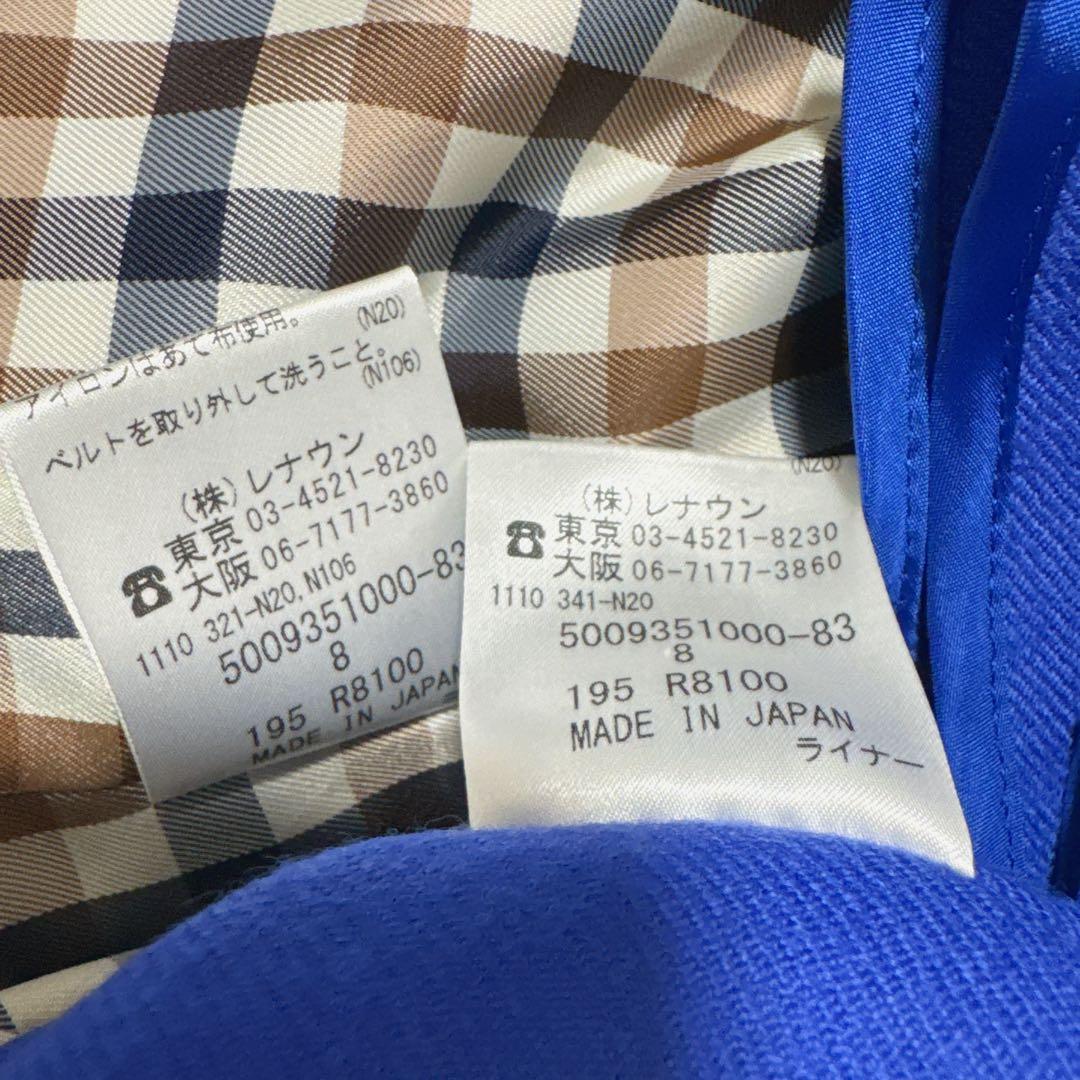 アイロンはあて布使用。 (N20)
ベルトを取り外して洗うこと。
(N106)
(株)レナウン
東京 03-4521-8230
大阪 06-7177-3860
1110 321-N20,N106
5009351000-83
8
195 R8100
MADE IN JAPAN
(N20)
(株)レナウン
東京 03-4521-8230
大阪 06-7177-3860
1110 341-N20
5009351000-83
8
195 R8100
MADE IN JAPAN
ライナー